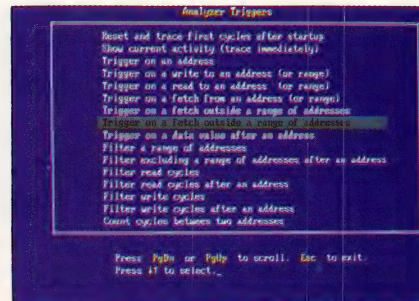 Analyzer Triggers
Reset and trace first cycles after startup
Show current activity (trace immediately)
Trigger on an address
Trigger on a write to an address (or range)
Trigger on a read to an address (or range)
Trigger on a fetch from an address (or range)
Trigger on a fetch outside a range of addresses
Trigger on a fetch outside a range of addresses
Trigger on a data value after an address
Filter a range of addresses
Filter excluding a range of addresses after an address
Filter read cycles
Filter read cycles after an address
Filter write cycles
Filter write cycles after an address
Count cycles between two addresses
Press PgDn or PgUp to scroll. Esc to exit.
Press ↓↑ to select._